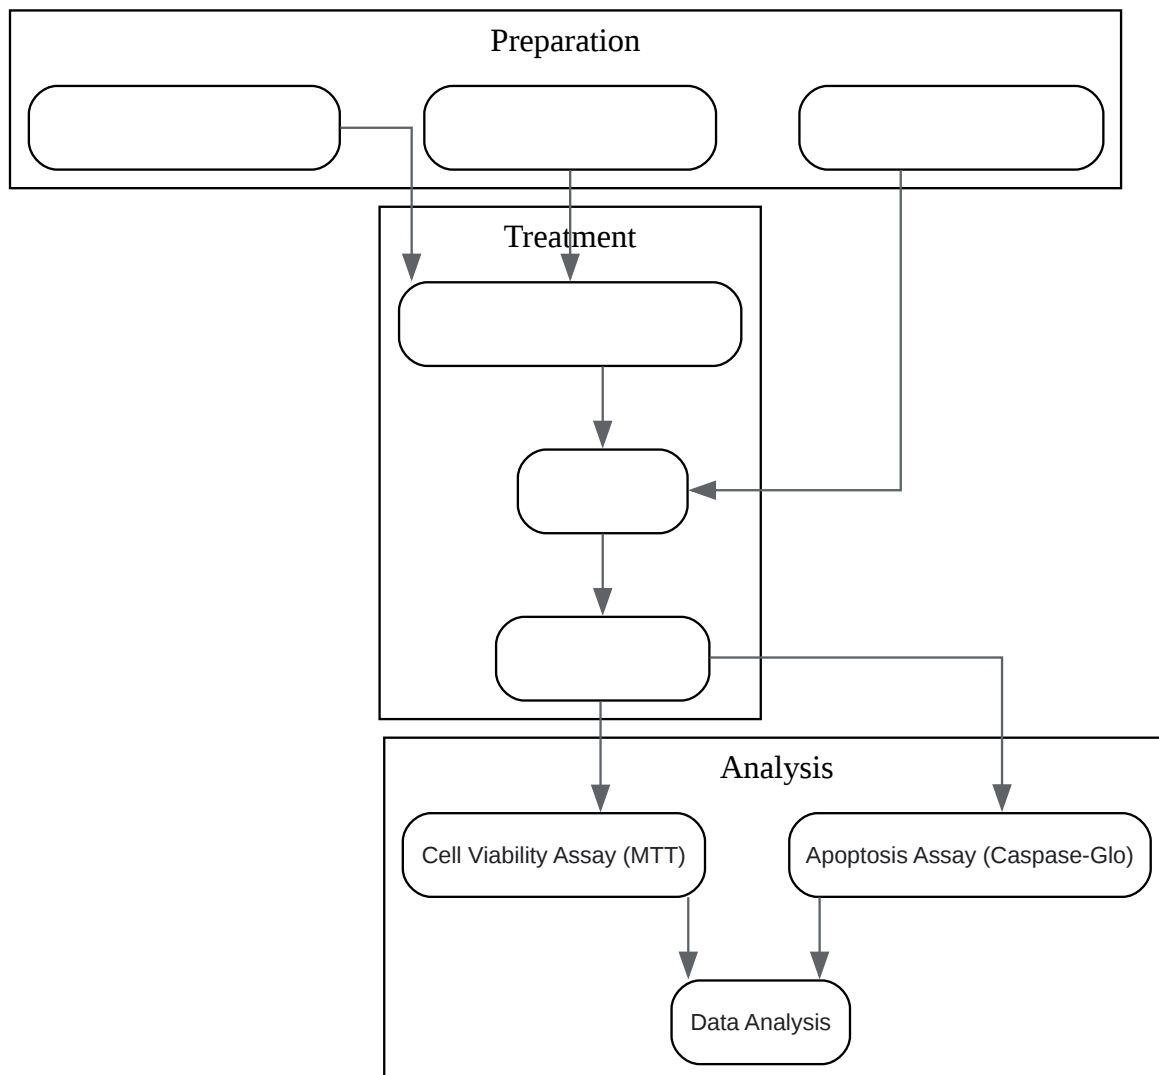 Preparation
Treatment
Analysis
Cell Viability Assay (MTT)
Apoptosis Assay (Caspase-Glo)
Data Analysis